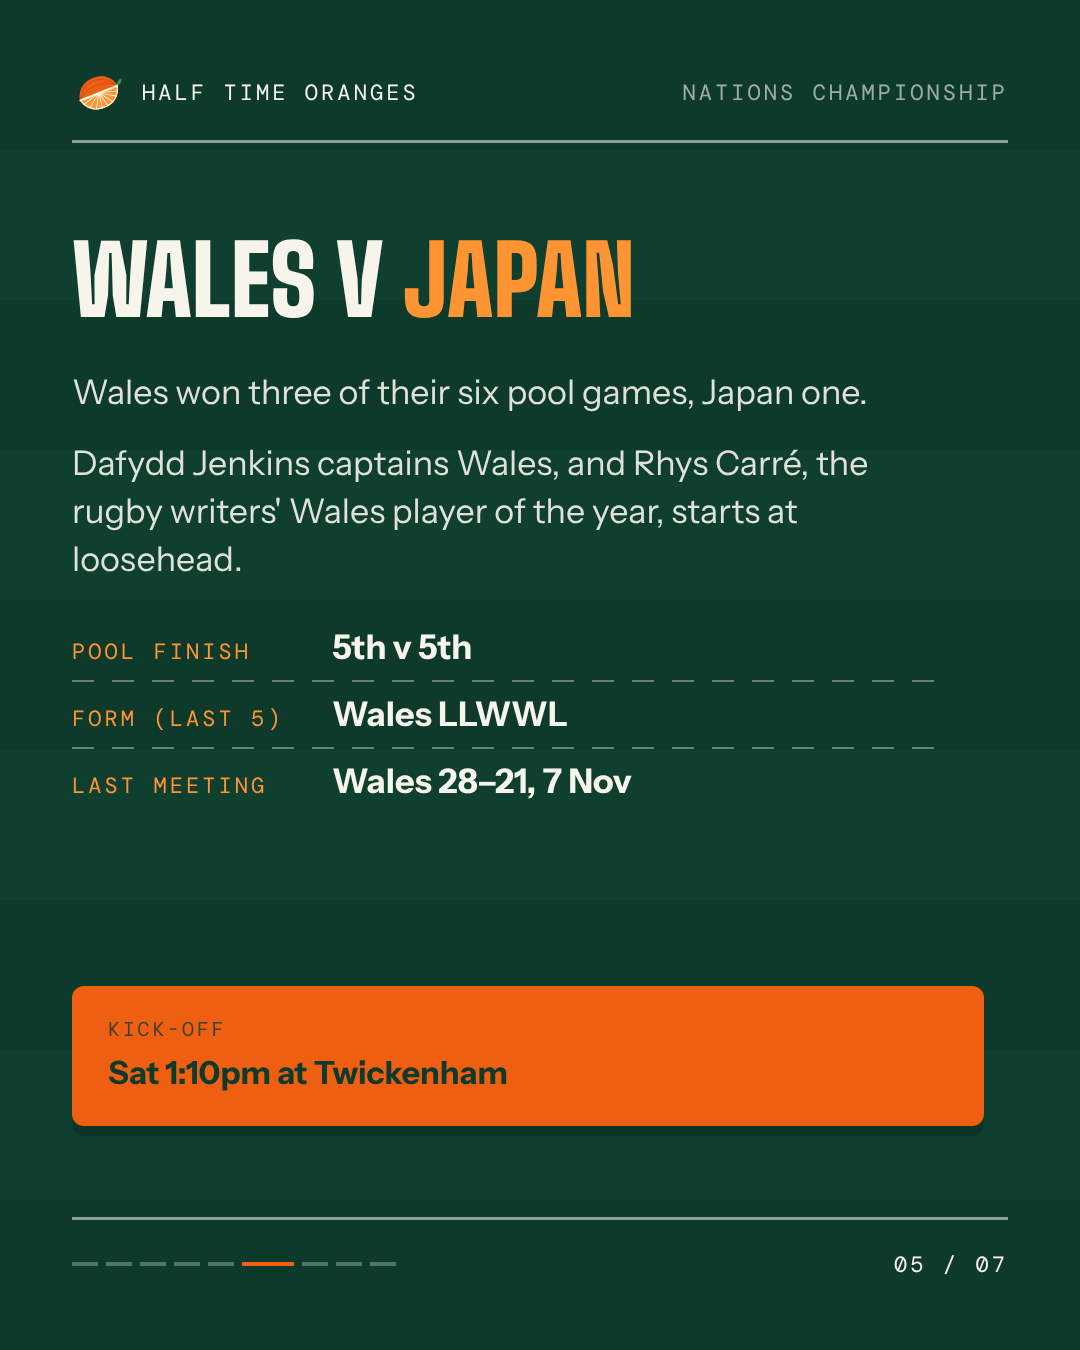 HALF TIME ORANGES
NATIONS CHAMPIONSHIP
WALES V JAPAN
Wales won three of their six pool games, Japan one.
Dafydd Jenkins captains Wales, and Rhys Carré, the
rugby writers' Wales player of the year, starts at
loosehead.
POOL FINISH 5th v 5th
FORM (LAST 5) Wales LLWWL
LAST MEETING Wales 28–21, 7 Nov
KICK-OFF
Sat 1:10pm at Twickenham
05 / 07